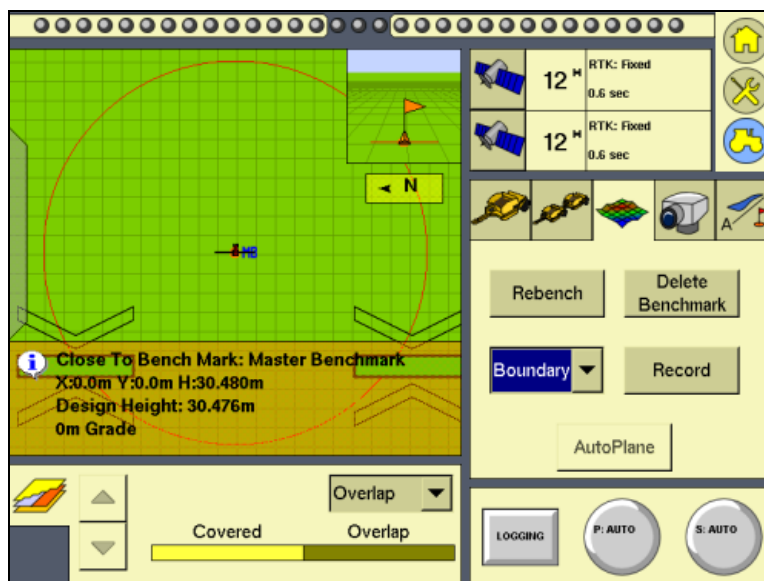 N
MB
Close To Bench Mark: Master Benchmark
X:0.0m Y:0.0m H:30.480m
Design Height: 30.476m
0m Grade
Overlap
Covered Overlap
12 H RTK: Fixed
0.6 sec
12 H RTK: Fixed
0.6 sec
A
Rebench
Delete
Benchmark
Boundary
Record
AutoPlane
LOGGING
P: AUTO
S: AUTO